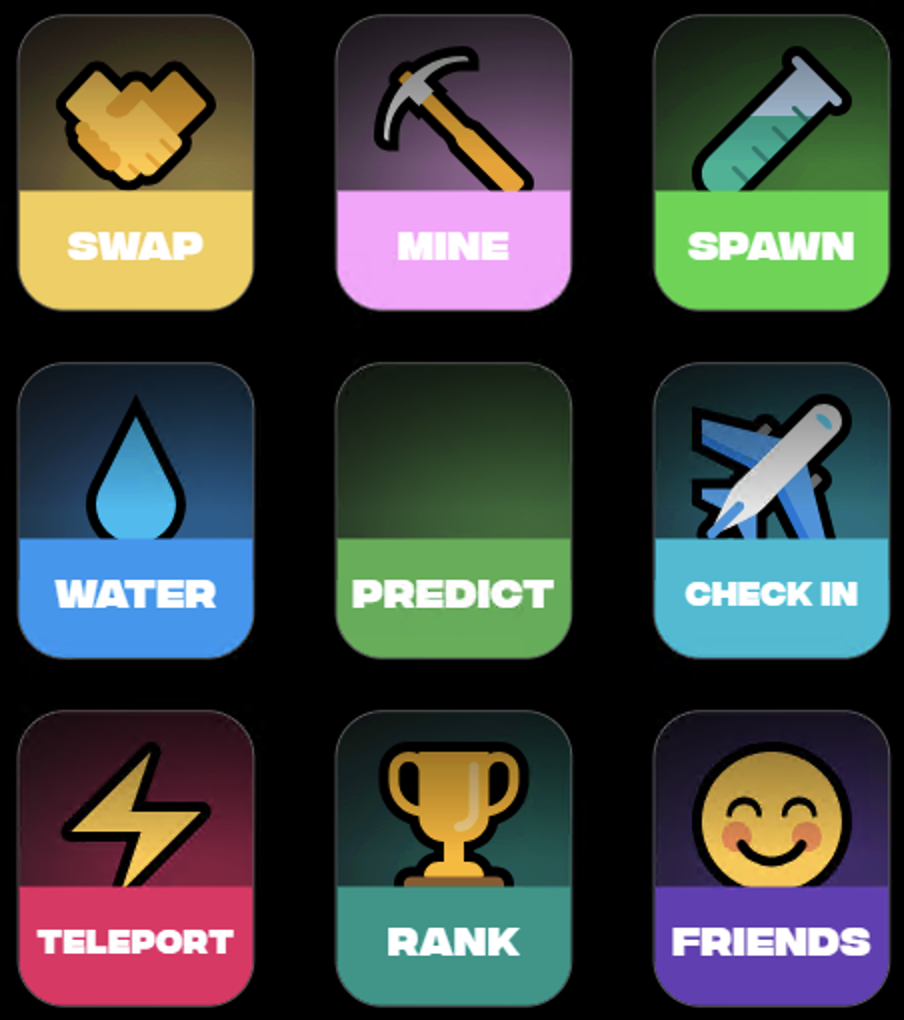 SWAP
MINE
SPAWN
WATER
PREDICT
CHECK IN
TELEPORT
RANK
FRIENDS